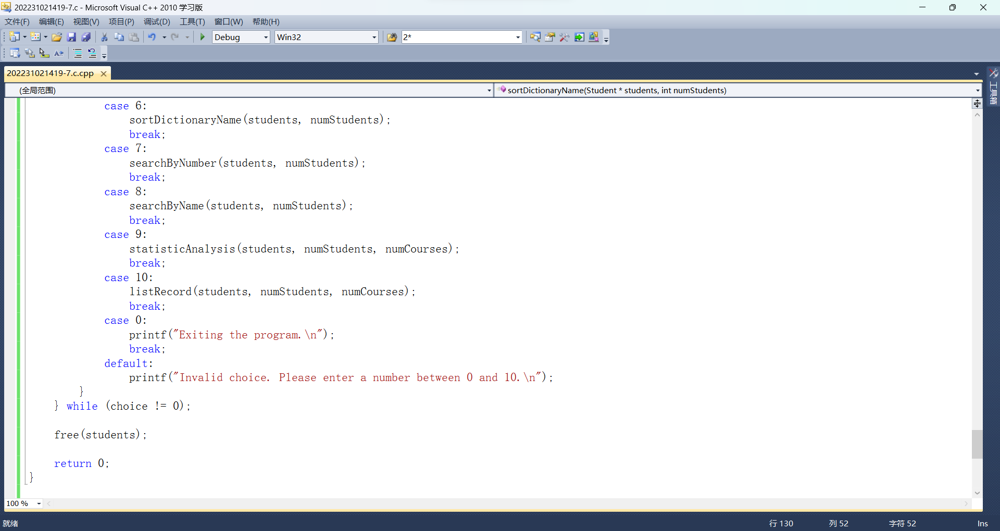 202231021419-7.c - Microsoft Visual C++ 2010 学习版
文件(F) 编辑(E) 视图(V) 项目(P) 调试(D) 工具(T) 窗口(W) 帮助(H)
Debug Win32 2*
202231021419-7.c.cpp
工具箱
(全局范围) sortDictionaryName(Student * students, int numStudents)
case 6:
sortDictionaryName(students, numStudents);
break;
case 7:
searchByNumber(students, numStudents);
break;
case 8:
searchByName(students, numStudents);
break;
case 9:
statisticAnalysis(students, numStudents, numCourses);
break;
case 10:
listRecord(students, numStudents, numCourses);
break;
case 0:
printf("Exiting the program.\n");
break;
default:
printf("Invalid choice. Please enter a number between 0 and 10.\n");
}
} while (choice != 0);
free(students);
return 0;
}
100 %
就绪 行 130 列 52 字符 52 Ins